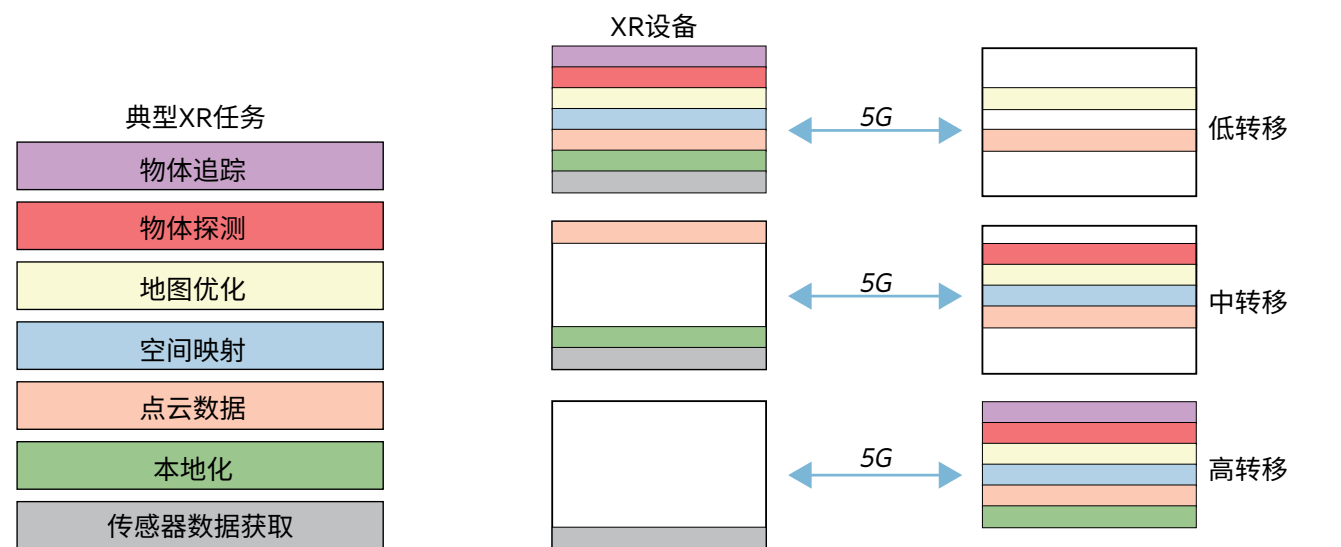 XR设备
典型XR任务
物体追踪
物体探测
地图优化
空间映射
点云数据
本地化
传感器数据获取
5G
低转移
5G
中转移
5G
高转移